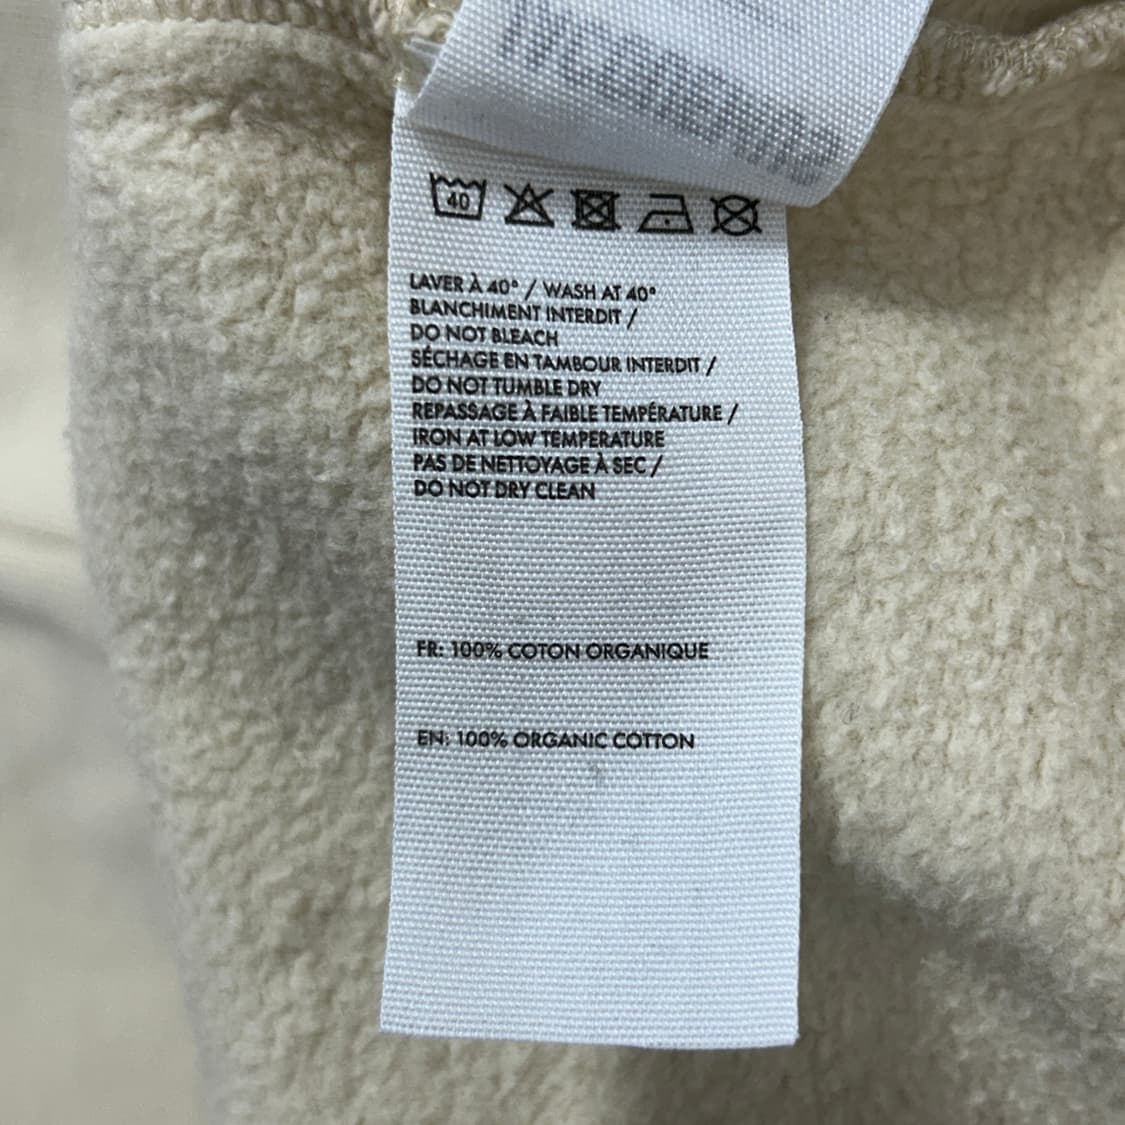 40
LAVER À 40° / WASH AT 40°
BLANCHIMENT INTERDIT /
DO NOT BLEACH
SÉCHAGE EN TAMBOUR INTERDIT /
DO NOT TUMBLE DRY
REPASSAGE À FAIBLE TEMPÉRATURE /
IRON AT LOW TEMPERATURE
PAS DE NETTOYAGE À SEC /
DO NOT DRY CLEAN
FR: 100% COTON ORGANIQUE
EN: 100% ORGANIC COTTON